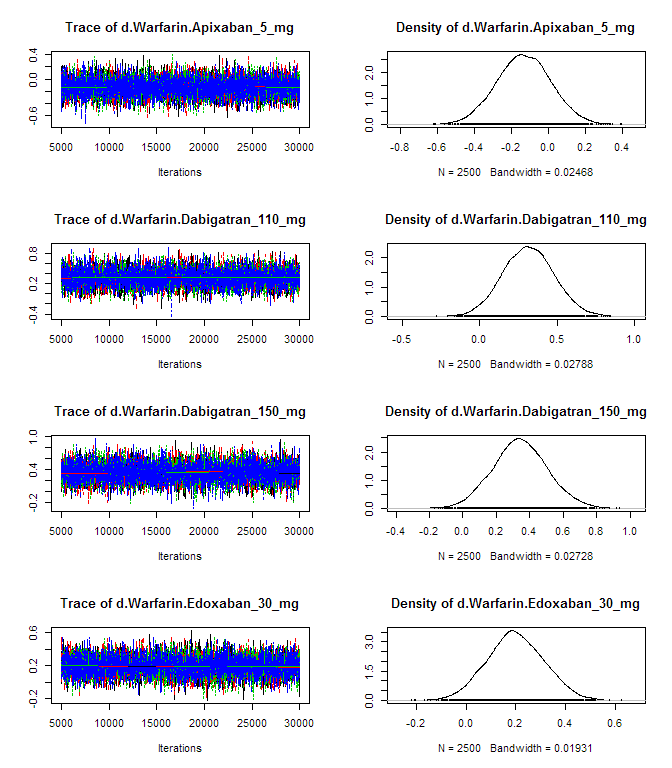 Trace of d.Warfarin.Apixaban_5_mg
-0.6 0.0 0.4
5000 10000 15000 20000 25000 30000
Iterations
Density of d.Warfarin.Apixaban_5_mg
0.0 1.0 2.0
-0.8 -0.6 -0.4 -0.2 0.0 0.2 0.4
N = 2500 Bandwidth = 0.02468
Trace of d.Warfarin.Dabigatran_110_mg
-0.4 0.2 0.8
5000 10000 15000 20000 25000 30000
Iterations
Density of d.Warfarin.Dabigatran_110_mg
0.0 1.0 2.0
-0.5 0.0 0.5 1.0
N = 2500 Bandwidth = 0.02788
Trace of d.Warfarin.Dabigatran_150_mg
-0.2 0.4 1.0
5000 10000 15000 20000 25000 30000
Iterations
Density of d.Warfarin.Dabigatran_150_mg
0.0 1.0 2.0
-0.4 -0.2 0.0 0.2 0.4 0.6 0.8 1.0
N = 2500 Bandwidth = 0.02728
Trace of d.Warfarin.Edoxaban_30_mg
-0.2 0.2 0.6
5000 10000 15000 20000 25000 30000
Iterations
Density of d.Warfarin.Edoxaban_30_mg
0.0 1.5 3.0
-0.2 0.0 0.2 0.4 0.6
N = 2500 Bandwidth = 0.01931